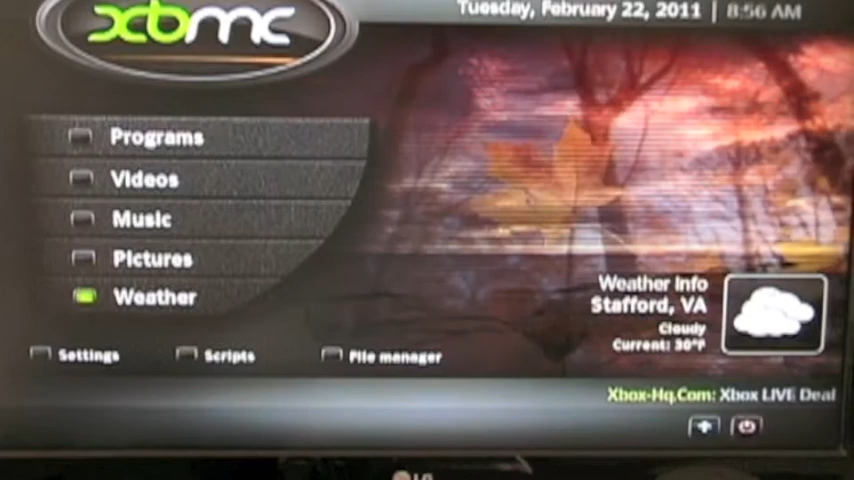 xbmc
Tuesday, February 22, 2011 | 8:56 AM
Programs
Videos
Music
Pictures
Weather
Weather Info
Stafford, VA
Cloudy
Current: 30°F
Settings
Scripts
File manager
Xbox-Hq.Com: Xbox LIVE Deal
LG